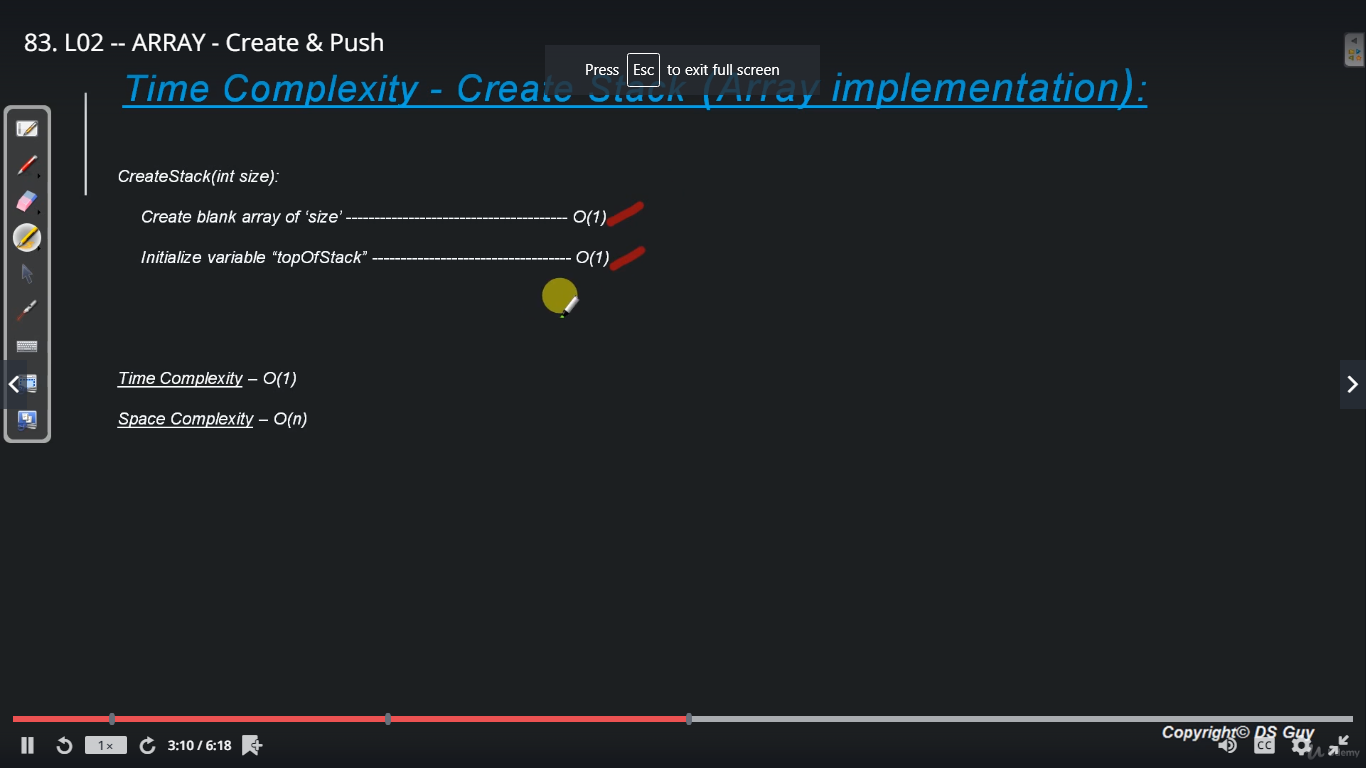 83. L02 -- ARRAY - Create & Push
Press Esc to exit full screen
Time Complexity - Create Stack (Array implementation):
CreateStack(int size):
Create blank array of ‘size’ --------------------------------------- O(1)
Initialize variable “topOfStack” ----------------------------------- O(1)
Time Complexity – O(1)
Space Complexity – O(n)
Copyright© DS Guy
1×
3:10 / 6:18
CC